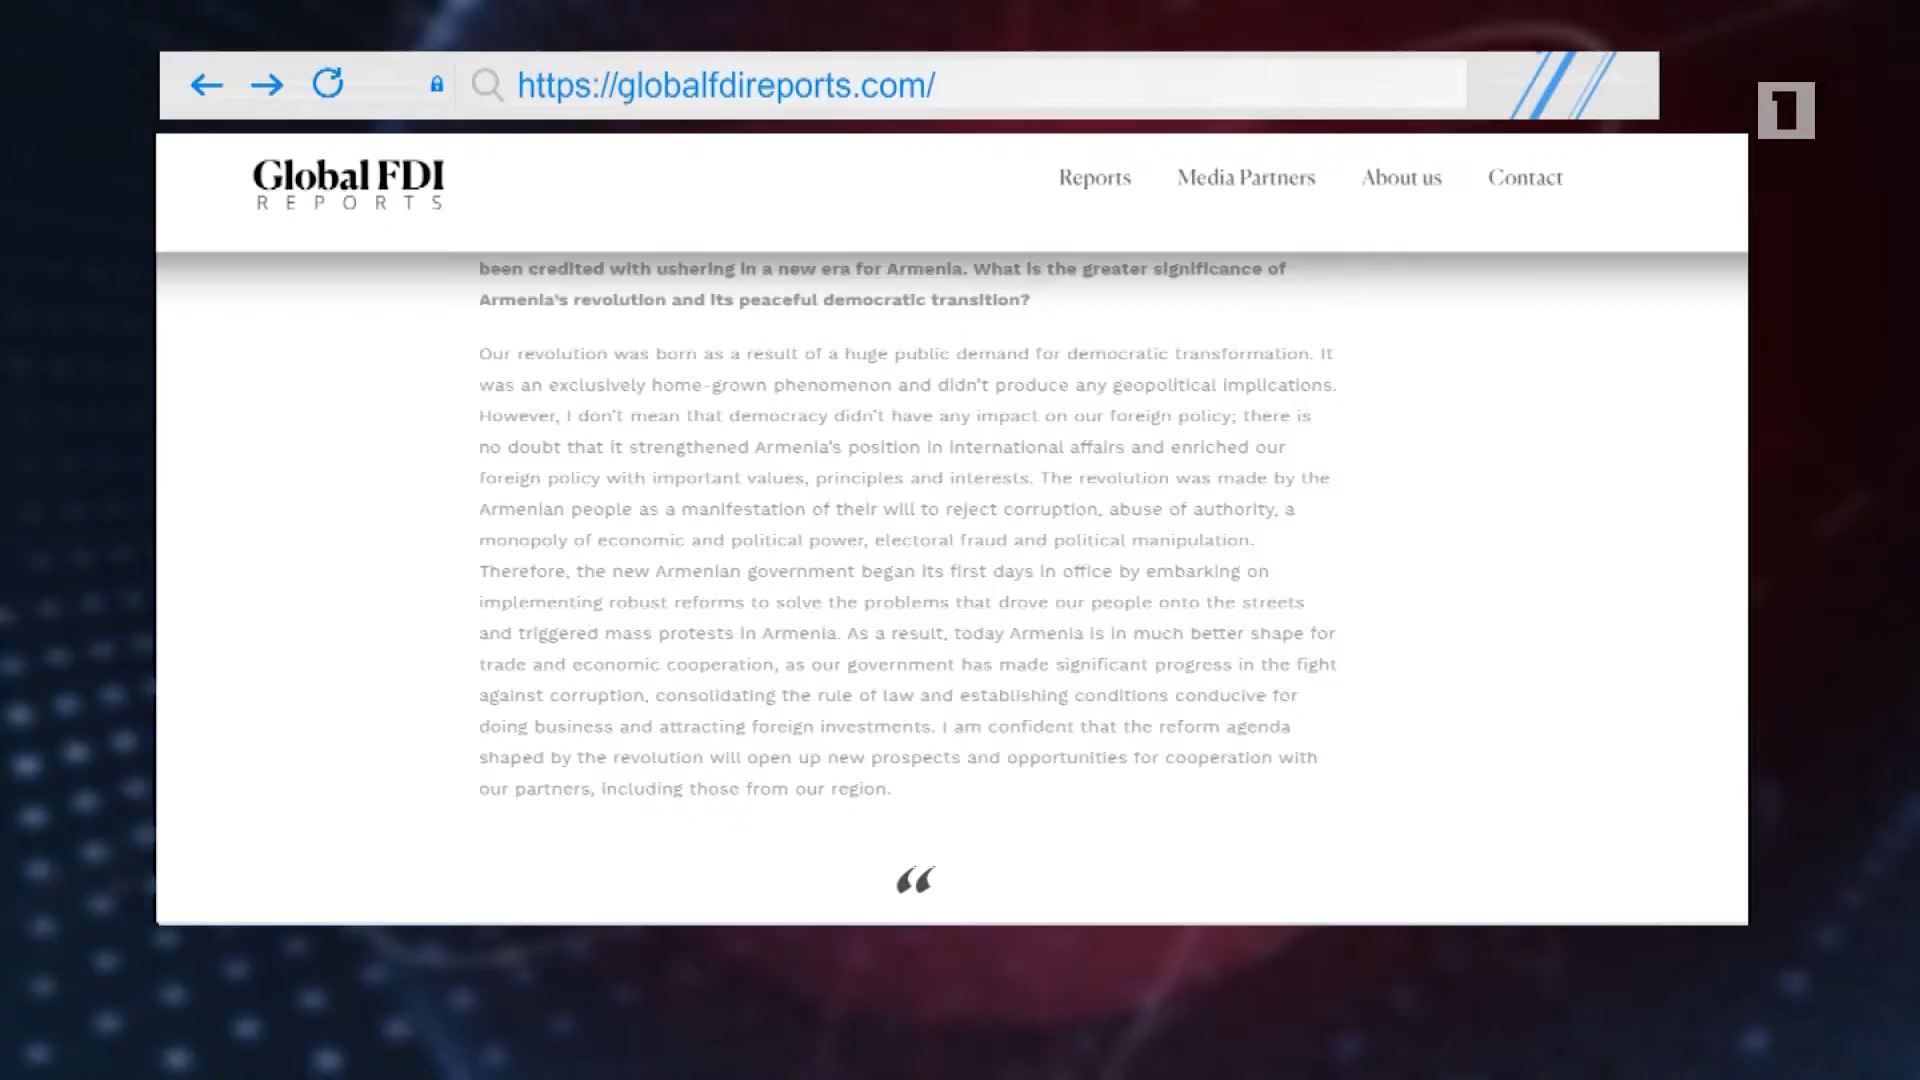 https://globalfdireports.com/
1
Global FDI
REPORTS
Reports
Media Partners
About us
Contact
been credited with ushering in a new era for Armenia. What is the greater significance of
Armenia's revolution and its peaceful democratic transition?
Our revolution was born as a result of a huge public demand for democratic transformation. It
was an exclusively home-grown phenomenon and didn't produce any geopolitical implications.
However, I don't mean that democracy didn't have any impact on our foreign policy; there is
no doubt that it strengthened Armenia's position in international affairs and enriched our
foreign policy with important values, principles and interests. The revolution was made by the
Armenian people as a manifestation of their will to reject corruption, abuse of authority, a
monopoly of economic and political power, electoral fraud and political manipulation.
Therefore, the new Armenian government began its first days in office by embarking on
implementing robust reforms to solve the problems that drove our people onto the streets
and triggered mass protests in Armenia. As a result, today Armenia is in much better shape for
trade and economic cooperation, as our government has made significant progress in the fight
against corruption, consolidating the rule of law and establishing conditions conducive for
doing business and attracting foreign investments. I am confident that the reform agenda
shaped by the revolution will open up new prospects and opportunities for cooperation with
our partners, including those from our region.
“